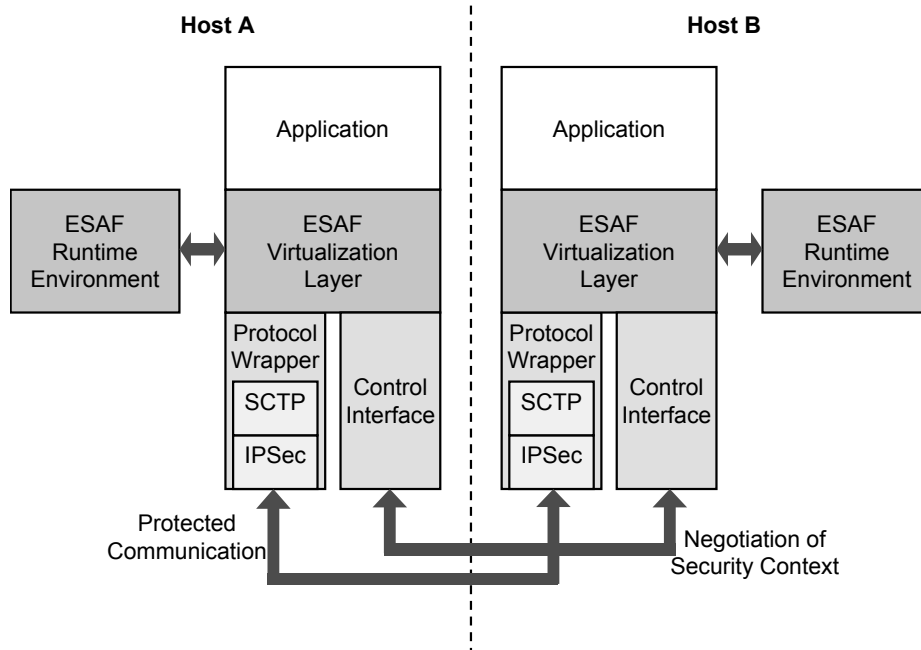 Host A
Host B
Application
Application
ESAF
Runtime
Environment
ESAF
Virtualization
Layer
ESAF
Virtualization
Layer
ESAF
Runtime
Environment
Protocol
Wrapper
SCTP
IPSec
Control
Interface
Protocol
Wrapper
SCTP
IPSec
Control
Interface
Protected
Communication
Negotiation of
Security Context